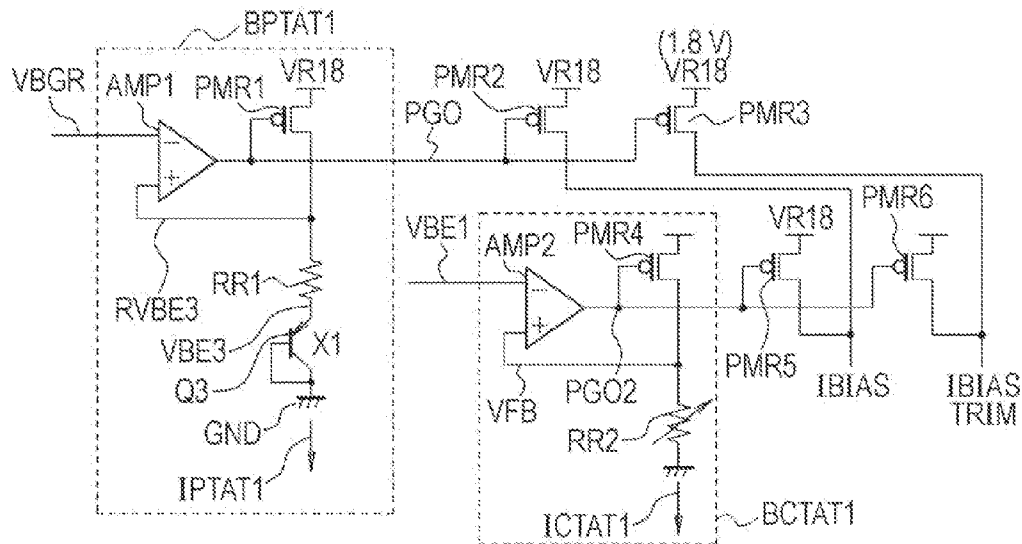 BPTAT1
VBGR
AMP1
PMR1
VR18
PGO
PMR2
VR18
(1.8 V)
VR18
PMR3
RR1
RVBE3
VBE3
Q3
X1
GND
IPTAT1
VBE1
AMP2
PMR4
VR18
PMR6
PMR5
VFB
PGO2
RR2
ICTAT1
BCTAT1
IBIAS
IBIAS
TRIM
−
+
−
+